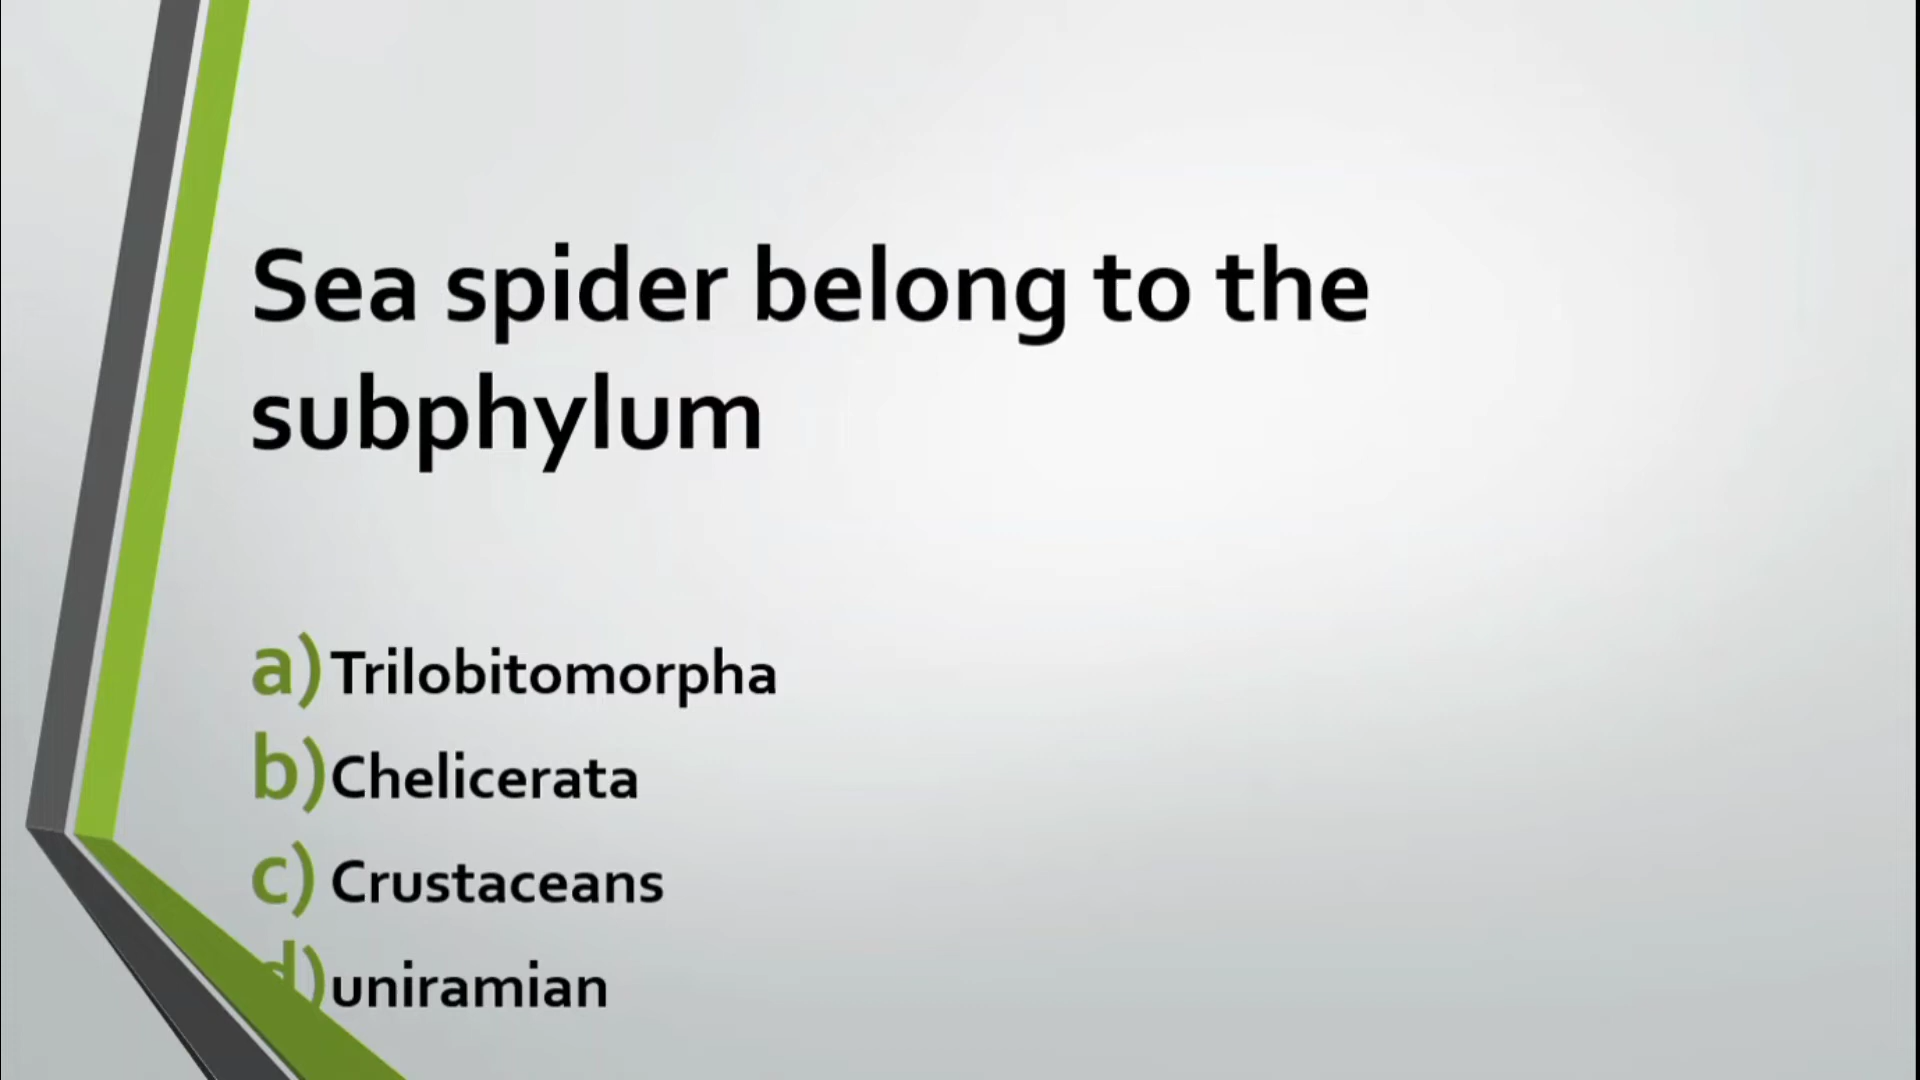 Sea spider belong to the
subphylum
a) Trilobitomorpha
b) Chelicerata
c) Crustaceans
d) uniramian